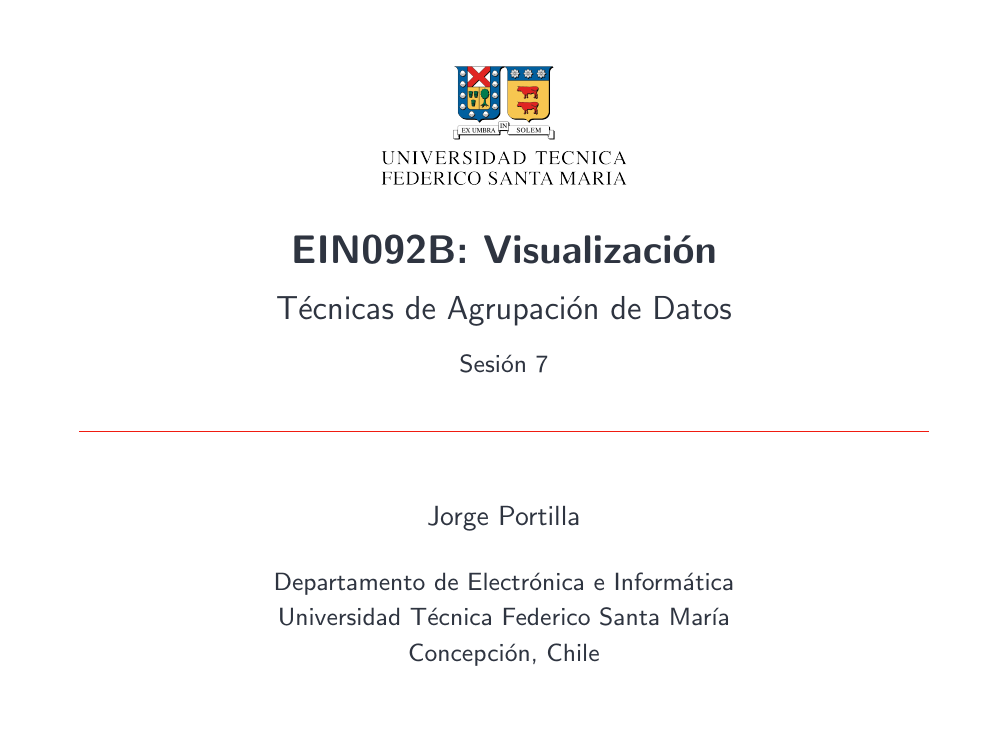 EX UMBRA IN SOLEM
UNIVERSIDAD TECNICA
FEDERICO SANTA MARIA
EIN092B: Visualización
Técnicas de Agrupación de Datos
Sesión 7
Jorge Portilla
Departamento de Electrónica e Informática
Universidad Técnica Federico Santa María
Concepción, Chile